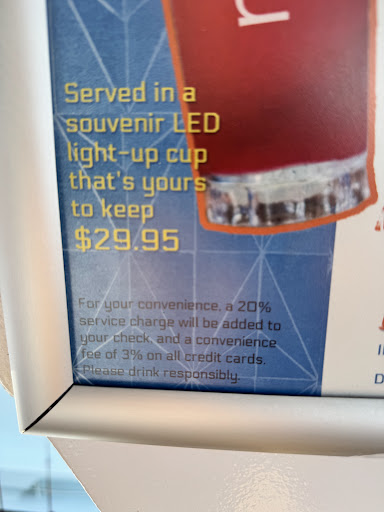 Served in a
souvenir LED
light-up cup
that's yours
to keep
$29.95
For your convenience, a 20%
service charge will be added to
your check, and a convenience
fee of 3% on all credit cards.
Please drink responsibly.